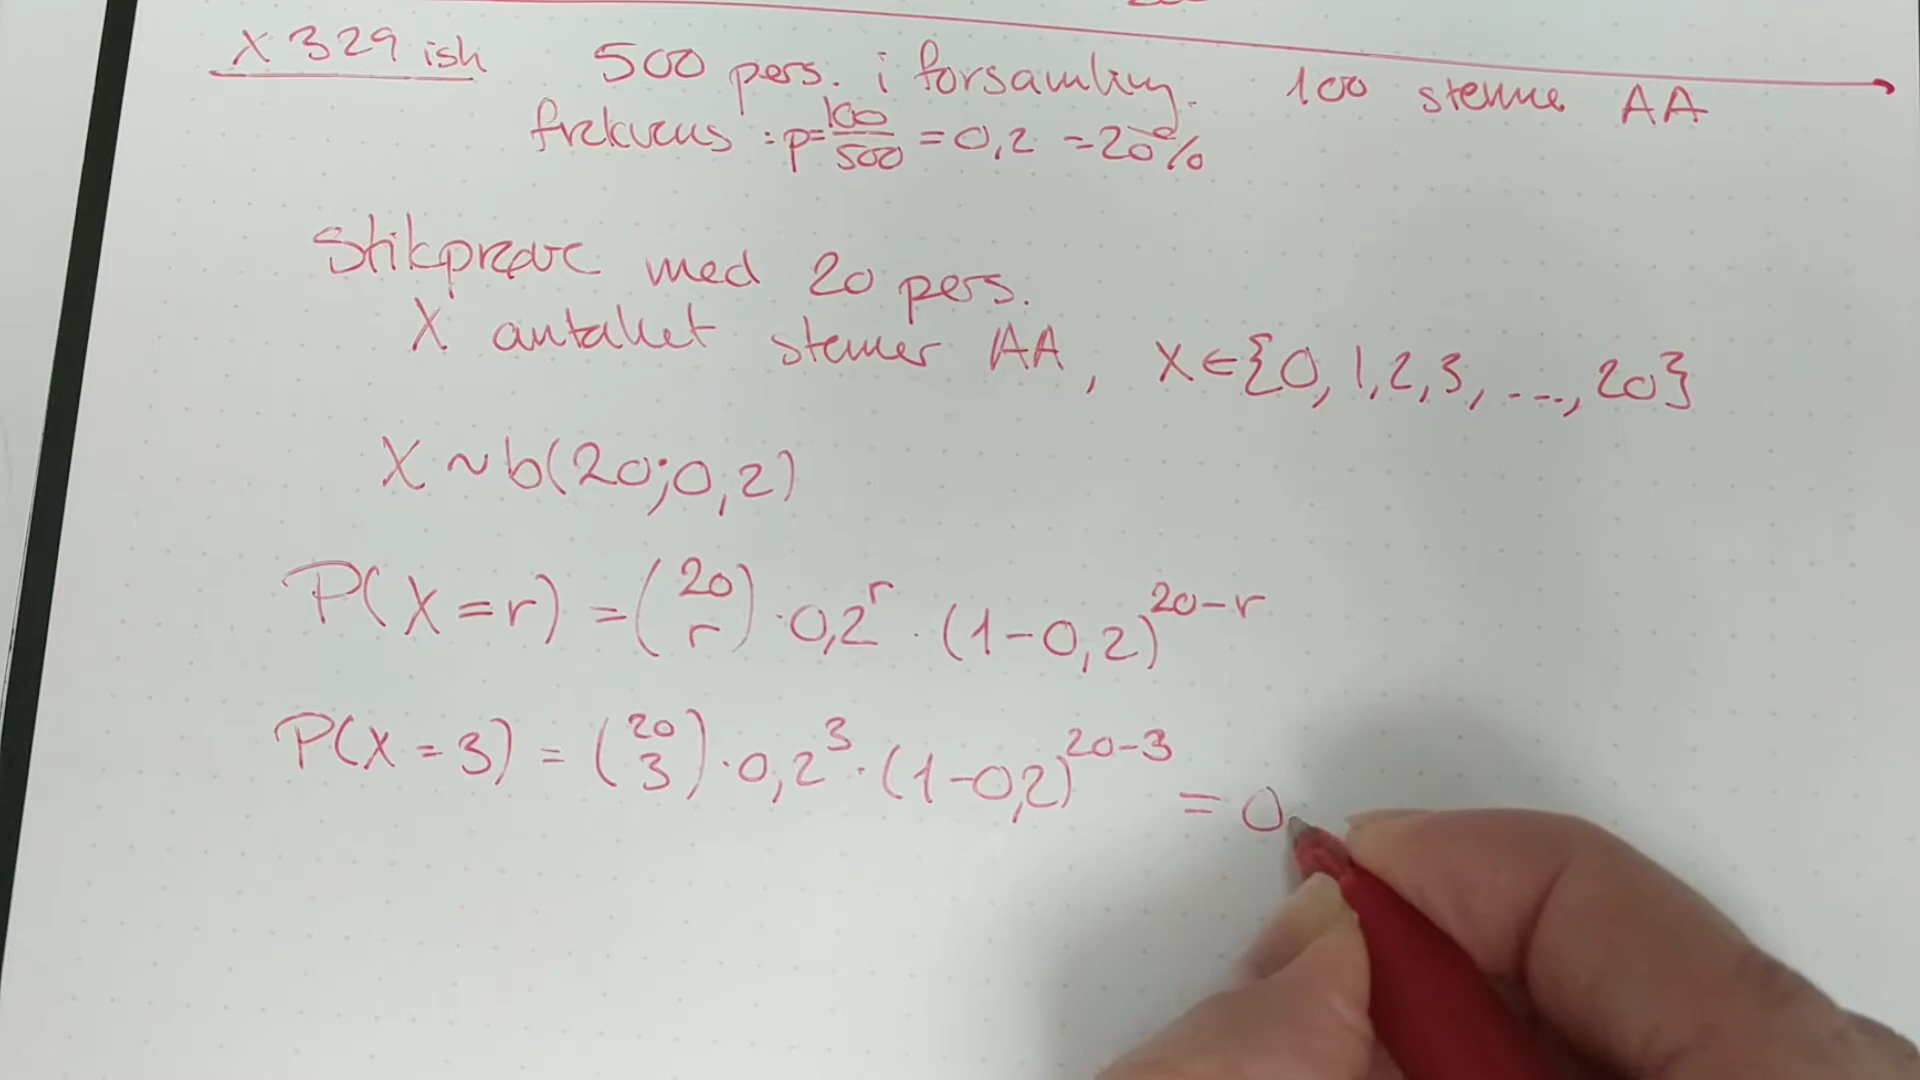 X 329 ish 500 pers. i forsamling. 100 stemme AA
frekvens : p = 100/500 = 0,2 = 20%
Stikprøve med 20 pers.
X antallet stemmer AA, X ∈ {0, 1, 2, 3, ..., 20}
X ~ b(20; 0,2)
P(X = r) = (20 r) · 0,2^r · (1 - 0,2)^20-r
P(X = 3) = (20 3) · 0,2^3 · (1 - 0,2)^20-3 = 0,